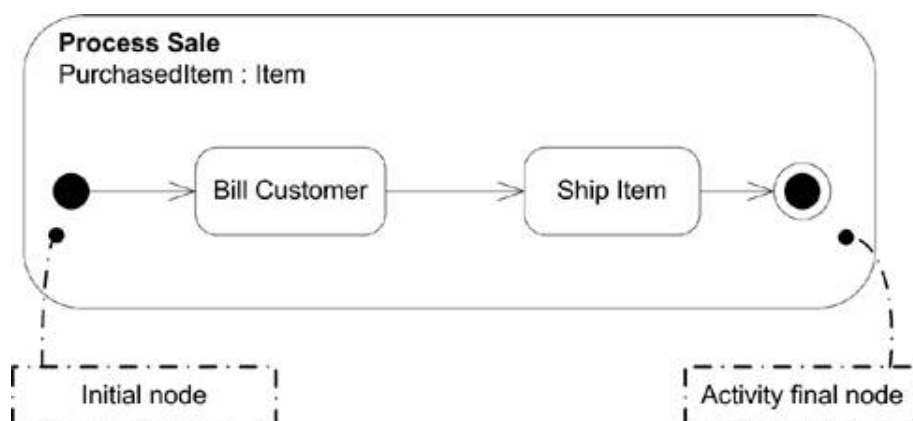 Process Sale
PurchasedItem : Item
Bill Customer
Ship Item
Initial node
Activity final node